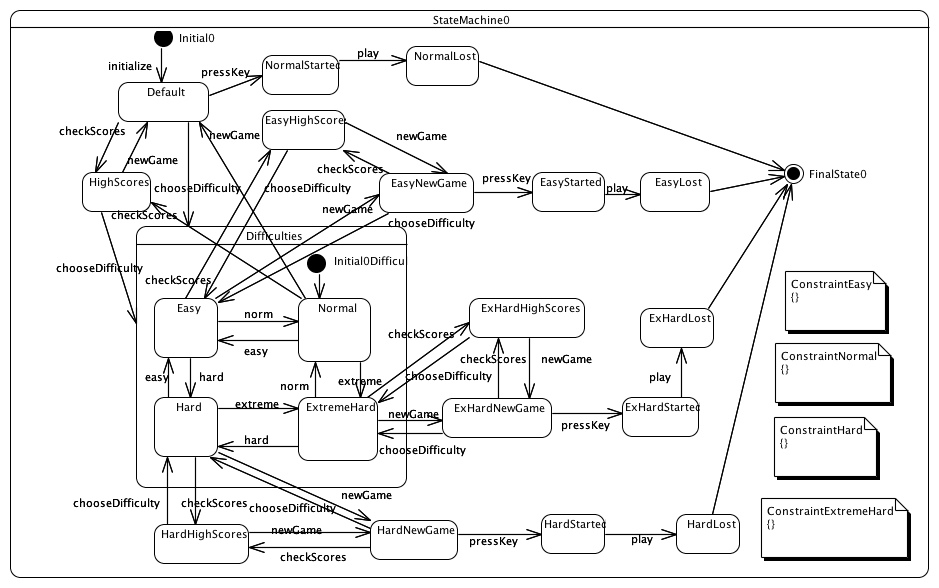 StateMachine0
Initial0
initialize
play
NormalLost
pressKey
NormalStarted
Default
EasyHighScore
checkScores
newGame
newGame
newGame
checkScores
HighScores
chooseDifficulty
chooseDifficulty
EasyNewGame
pressKey
EasyStarted
play
EasyLost
FinalState0
checkScores
newGame
chooseDifficulty
Difficulties
chooseDifficulty
Initial0Difficu
checkScores
ConstraintEasy
{}
Easy
norm
Normal
ExHardHighScores
ExHardLost
easy
checkScores
checkScores
newGame
ConstraintNormal
{}
easy
hard
norm
extreme
chooseDifficulty
play
Hard
extreme
ExtremeHard
newGame
ExHardNewGame
pressKey
ExHardStarted
ConstraintHard
{}
hard
chooseDifficulty
chooseDifficulty
checkScores
chooseDifficulty
newGame
ConstraintExtremeHard
{}
HardHighScores
newGame
HardNewGame
pressKey
HardStarted
play
HardLost
checkScores